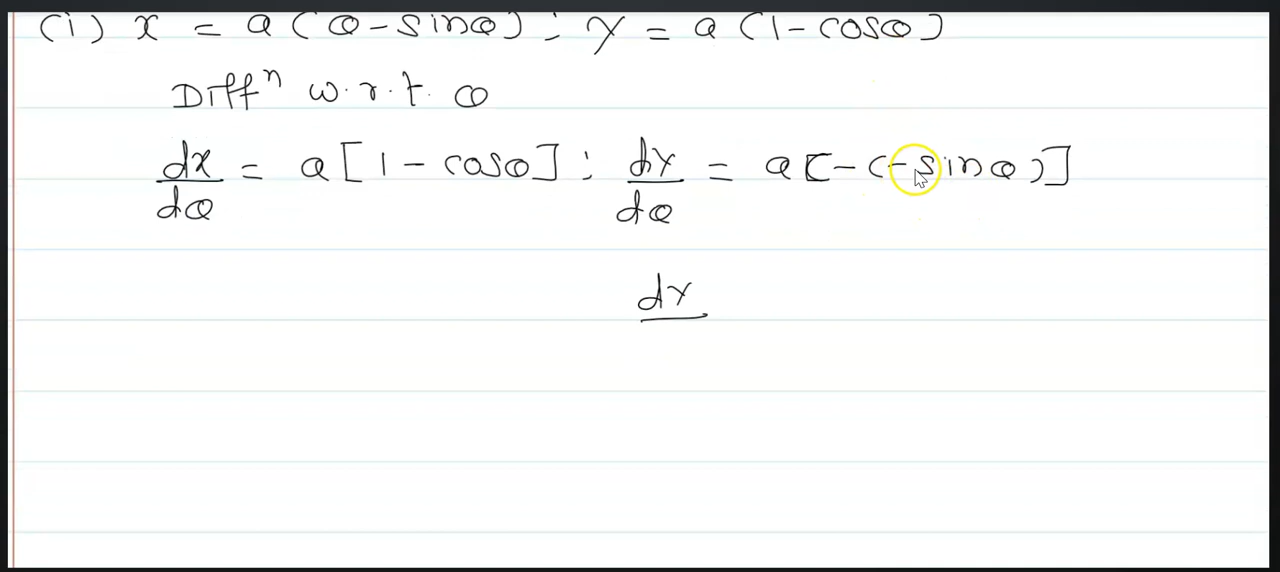 (i) x = a(θ-sinθ) ; y = a(1-cosθ)
Diffⁿ w.r.t. θ
dx/dθ = a[1-cosθ] ; dy/dθ = a[-(-sinθ)]
dy